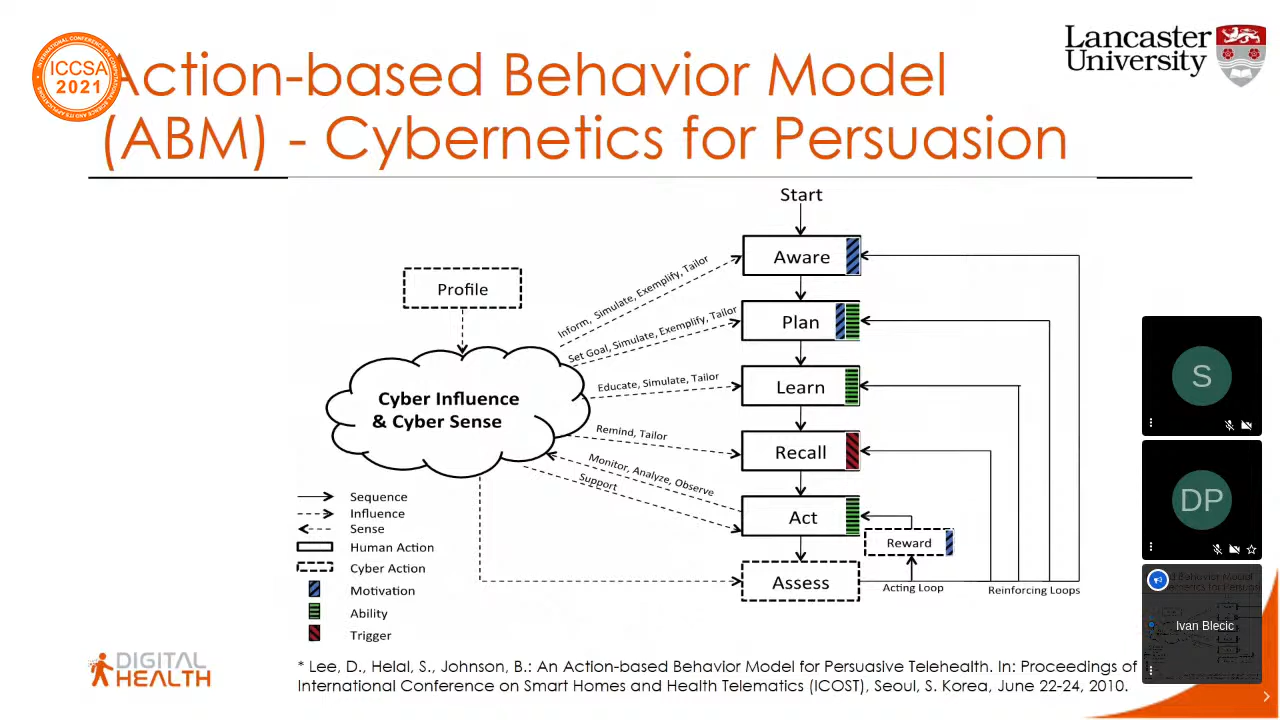 ICCSA
2021
Action-based Behavior Model
(ABM) - Cybernetics for Persuasion
Lancaster
University
Start
Aware
Profile
Inform, Simulate, Exemplify, Tailor
Plan
Set Goal, Simulate, Exemplify, Tailor
Cyber Influence
& Cyber Sense
Educate, Simulate, Tailor
Learn
Remind, Tailor
Recall
Monitor, Analyze, Observe
Support
Act
Reward
Assess
Acting Loop
Reinforcing Loops
Sequence
Influence
Sense
Human Action
Cyber Action
Motivation
Ability
Trigger
S
DP
Ivan Blecic
DIGITAL
HEALTH
* Lee, D., Helal, S., Johnson, B.: An Action-based Behavior Model for Persuasive Telehealth. In: Proceedings of
International Conference on Smart Homes and Health Telematics (ICOST), Seoul, S. Korea, June 22-24, 2010.